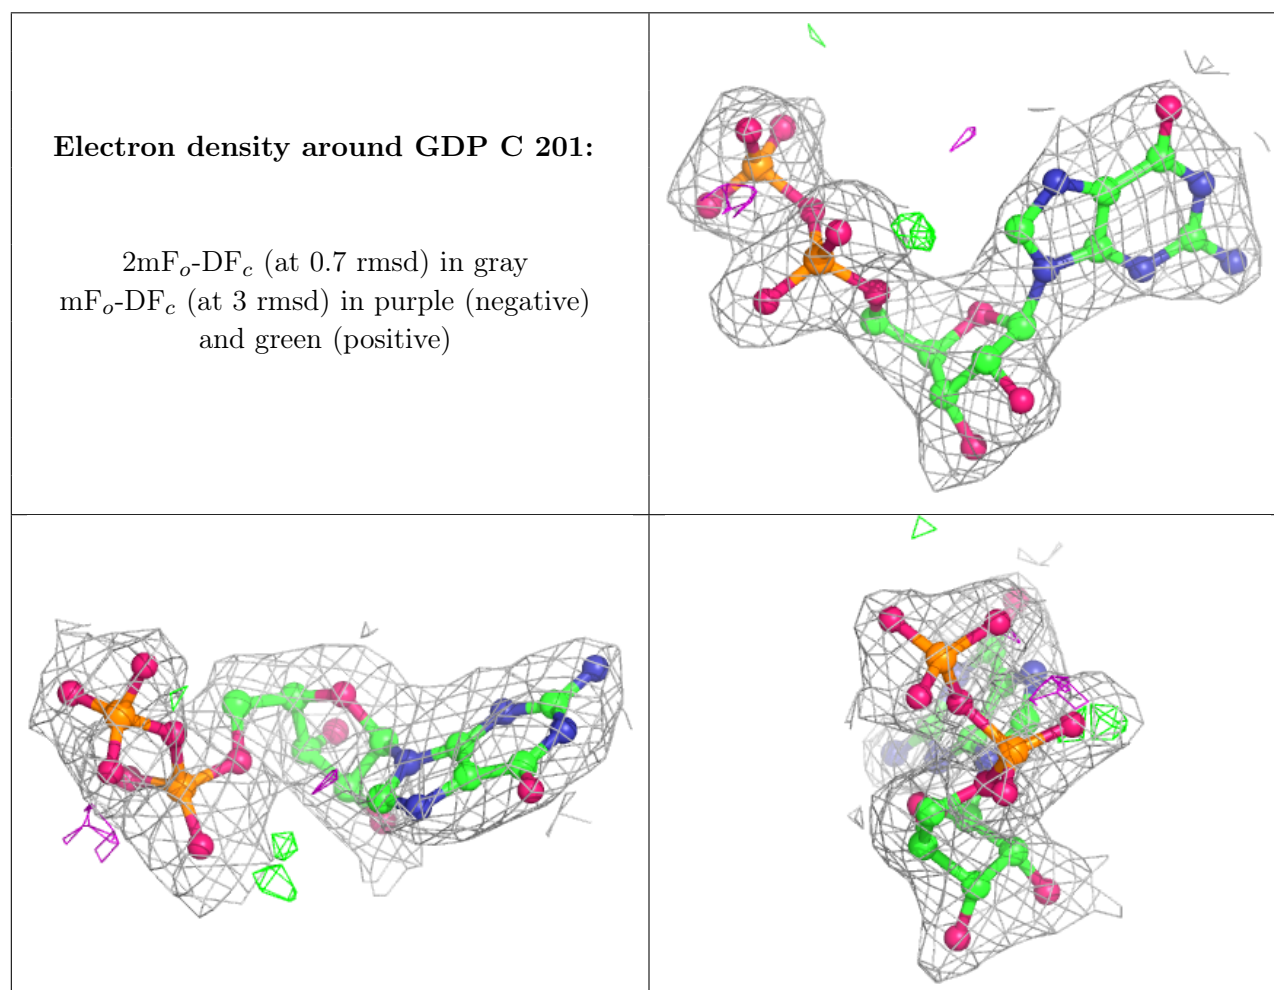 Electron density around GDP C 201:
2mFo-DFc (at 0.7 rmsd) in gray
mFo-DFc (at 3 rmsd) in purple (negative)
and green (positive)